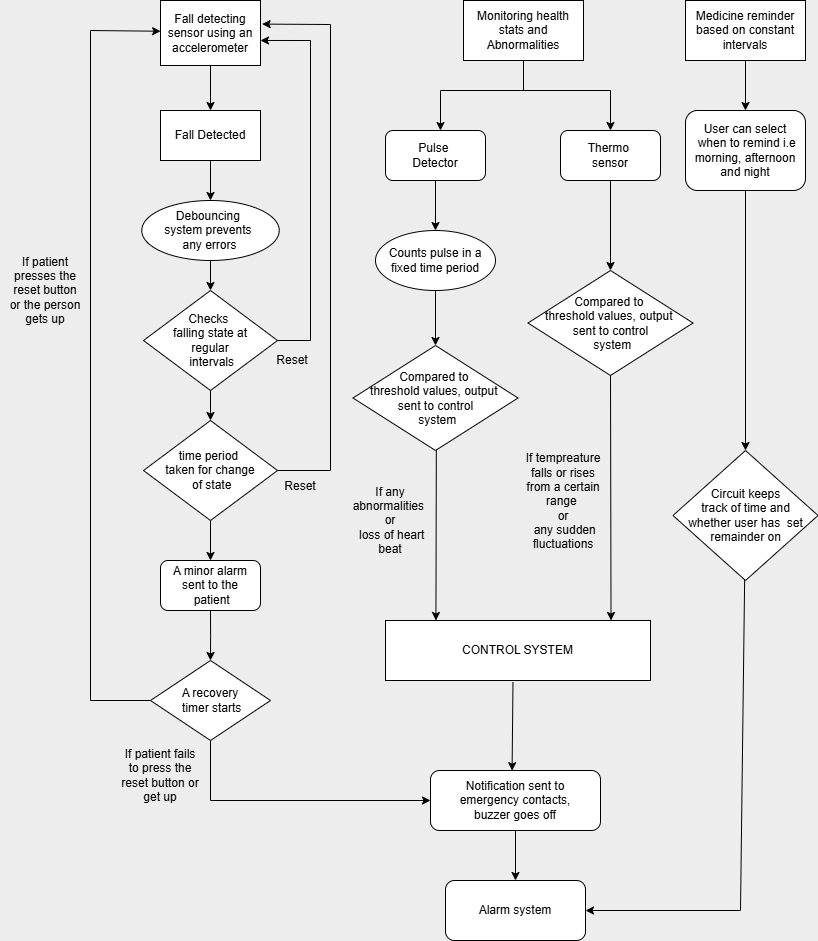 Fall detecting
sensor using an
accelerometer
Fall Detected
Debouncing
system prevents
any errors
If patient
presses the
reset button
or the person
gets up
Checks
falling state at
regular
intervals
Reset
time period
taken for change
of state
Reset
A minor alarm
sent to the
patient
A recovery
timer starts
If patient fails
to press the
reset button or
get up
Monitoring health
stats and
Abnormalities
Pulse
Detector
Thermo
sensor
Counts pulse in a
fixed time period
Compared to
threshold values, output
sent to control
system
Compared to
threshold values, output
sent to control
system
If any
abnormalities
or
loss of heart
beat
If tempreature
falls or rises
from a certain
range
or
any sudden
fluctuations
CONTROL SYSTEM
Notification sent to
emergency contacts,
buzzer goes off
Alarm system
Medicine reminder
based on constant
intervals
User can select
when to remind i.e
morning, afternoon
and night
Circuit keeps
track of time and
whether user has set
remainder on